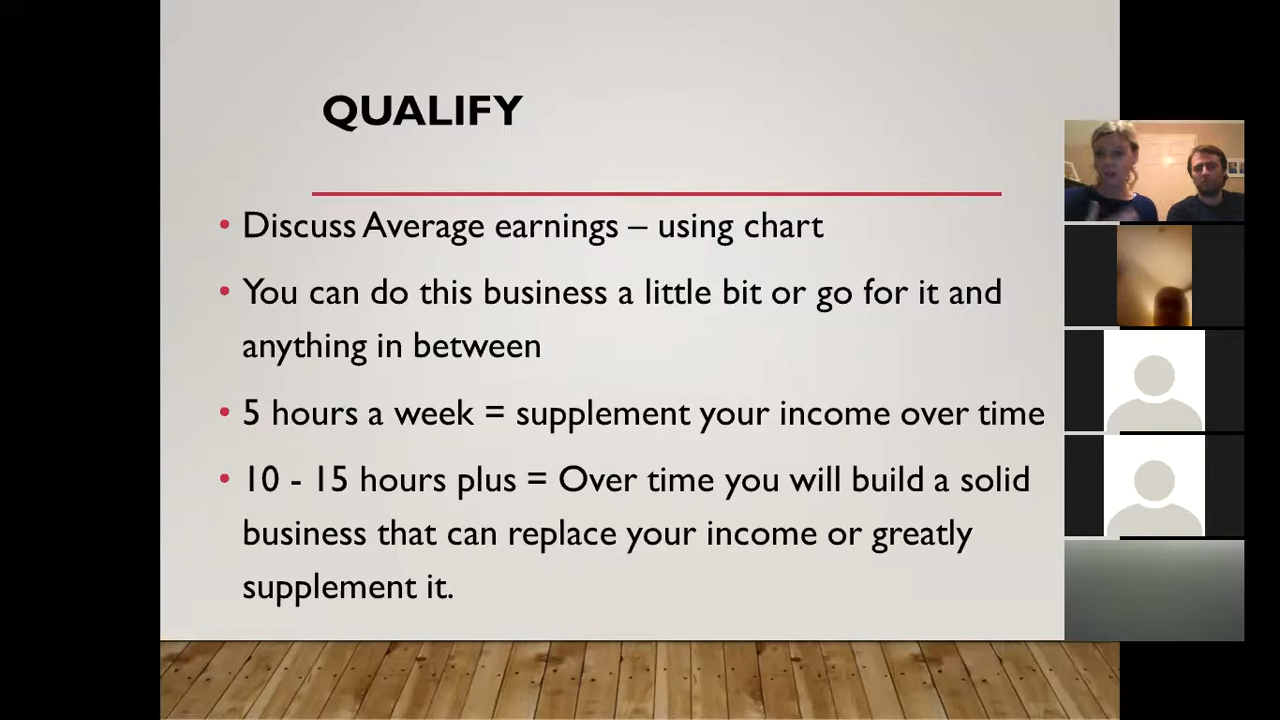 QUALIFY
• Discuss Average earnings – using chart
• You can do this business a little bit or go for it and
anything in between
• 5 hours a week = supplement your income over time
• 10 - 15 hours plus = Over time you will build a solid
business that can replace your income or greatly
supplement it.